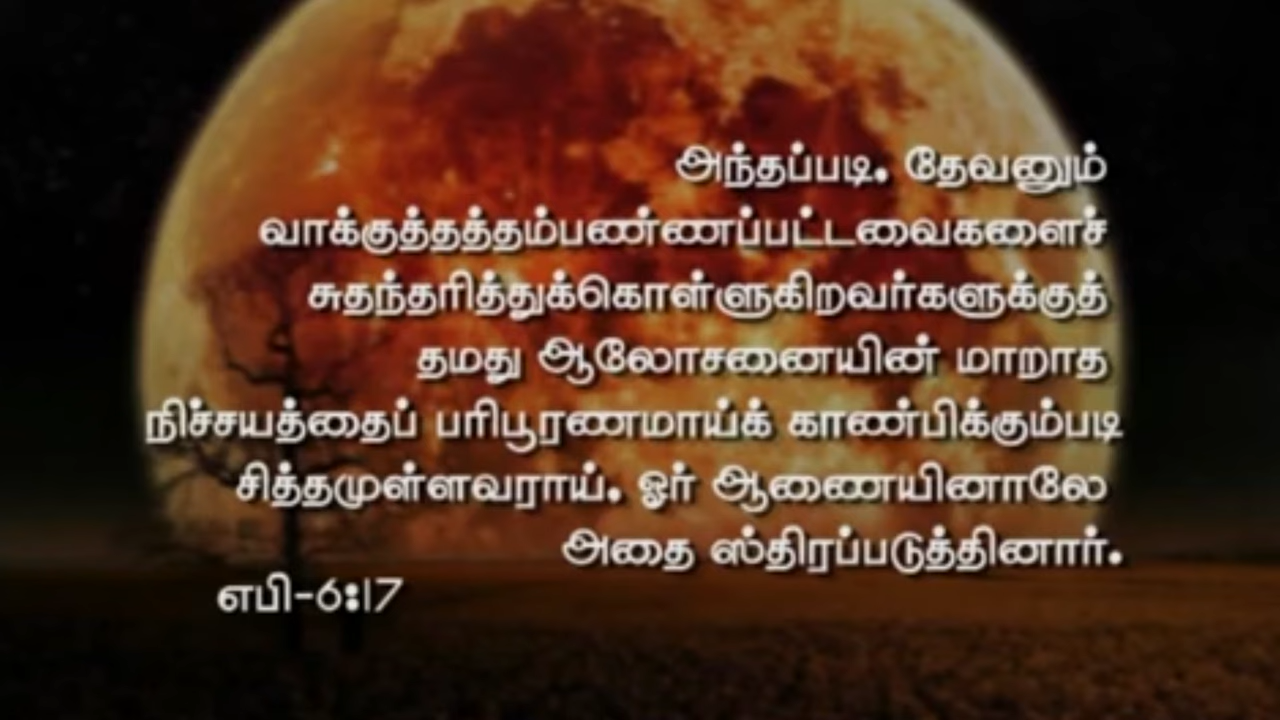 அந்தப்படி. தேவனும்
வாக்குத்தத்தம்பண்ணப்பட்டவைகளைச்
சுதந்தரித்துக்கொள்ளுகிறவர்களுக்குத்
தமது ஆலோசனையின் மாறாத
நிச்சயத்தைப் பரிபூரணமாய்க் காண்பிக்கும்படி
சித்தமுள்ளவராய். ஓர் ஆணையினாலே
அதை ஸ்திரப்படுத்தினார்.
எபி-6:17